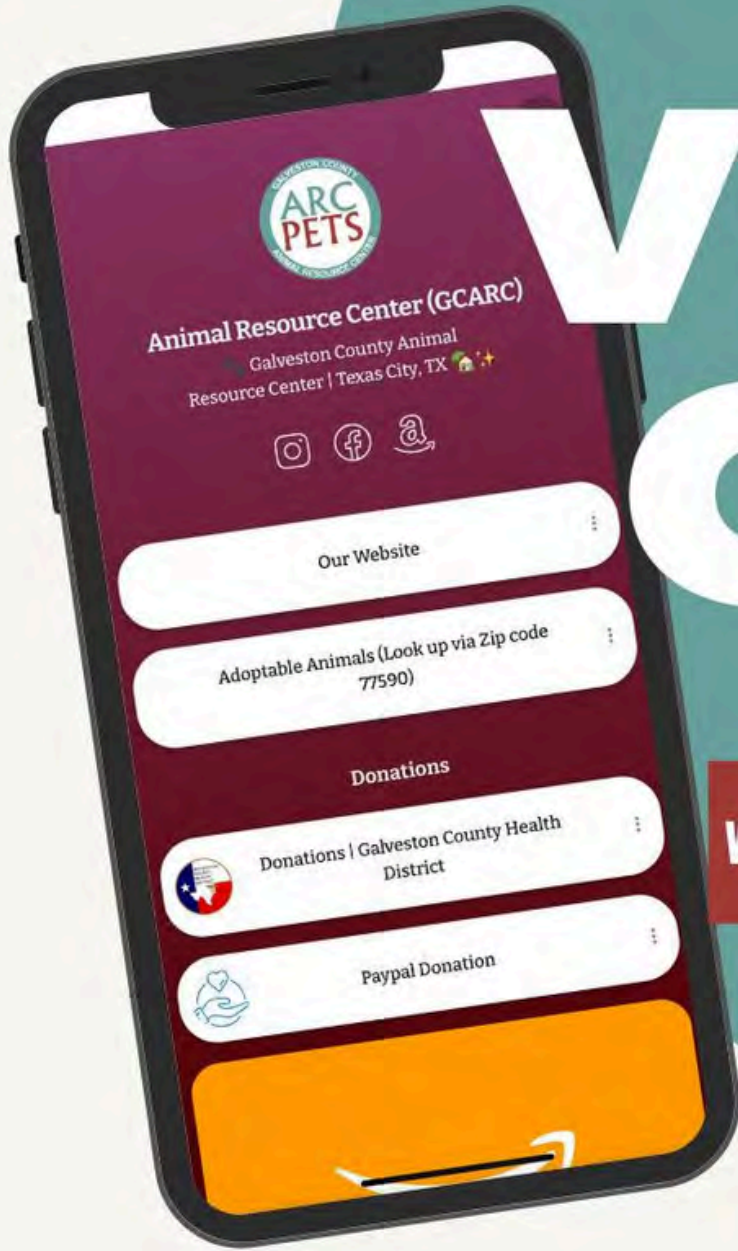 GALVESTON COUNTY
ARC
PETS
ANIMAL RESOURCE CENTER
Animal Resource Center (GCARC)
Galveston County Animal
Resource Center | Texas City, TX 🏡✨
Our Website
Adoptable Animals (Look up via Zip code
77590)
Donations
Donations | Galveston County Health
District
Paypal Donation